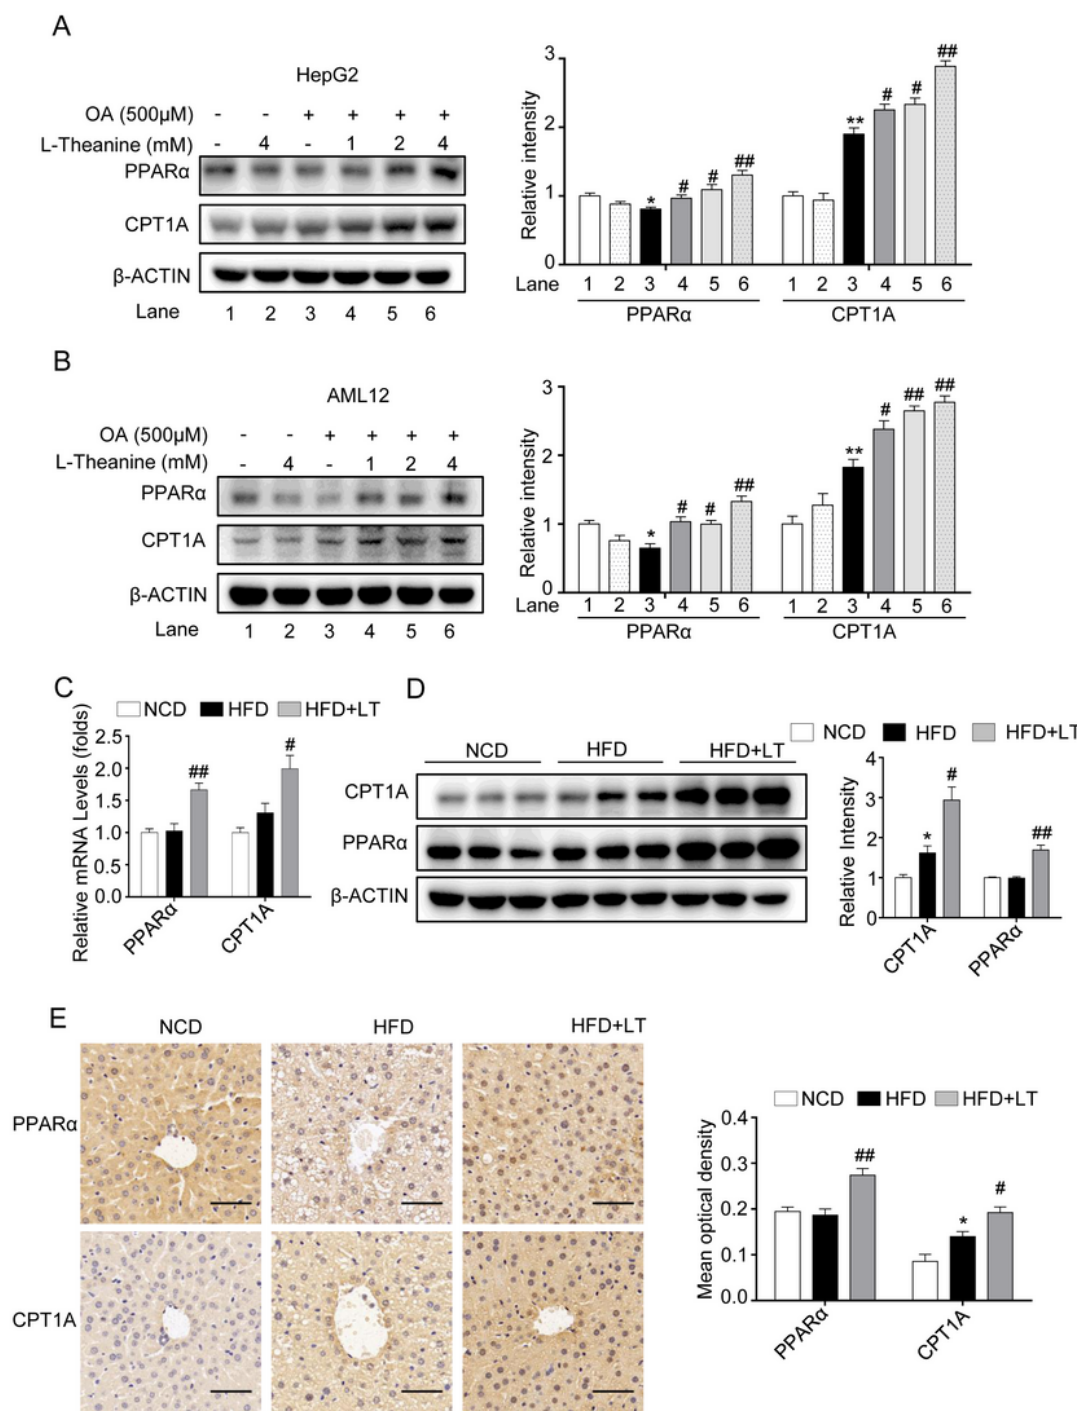 A
HepG2
OA (500μM) - - + + + +
L-Theanine (mM) - 4 - 1 2 4
PPARα
CPT1A
β-ACTIN
Lane 1 2 3 4 5 6
Relative intensity
3
2
1
0
* # # ##
** # # ##
Lane 1 2 3 4 5 6 1 2 3 4 5 6
PPARα CPT1A
B
AML12
OA (500μM) - - + + + +
L-Theanine (mM) - 4 - 1 2 4
PPARα
CPT1A
β-ACTIN
Lane 1 2 3 4 5 6
Relative intensity
3
2
1
0
* # # ##
** # ## ##
Lane 1 2 3 4 5 6 1 2 3 4 5 6
PPARα CPT1A
C
NCD HFD HFD+LT
Relative mRNA Levels (folds)
2.5
2.0
1.5
1.0
0.5
0.0
## #
PPARα CPT1A
D
NCD HFD HFD+LT
CPT1A
PPARα
β-ACTIN
NCD HFD HFD+LT
Relative Intensity
4
3
2
1
0
* # ##
CPT1A PPARα
E
NCD HFD HFD+LT
PPARα
CPT1A
NCD HFD HFD+LT
Mean optical density
0.4
0.3
0.2
0.1
0.0
## * #
PPARα CPT1A